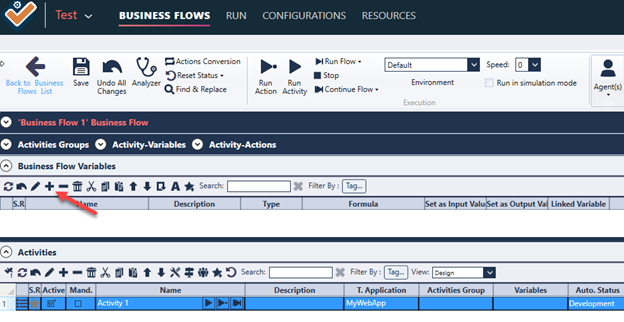 Test BUSINESS FLOWS RUN CONFIGURATIONS RESOURCES
Back to Business Flows List
Save
Undo All Changes
Analyzer
Actions Conversion
Reset Status
Find & Replace
Run Action
Run Activity
Run Flow
Stop
Continue Flow
Default
Environment
Speed: 0
Run in simulation mode
Execution
Agent(s)
'Business Flow 1' Business Flow
Activities Groups Activity-Variables Activity-Actions
Business Flow Variables
Search: Filter By : Tag...
S.R. Name Description Type Formula Set as Input Valu Set as Output Val Linked Variable
Activities
Search: Filter By : Tag... View: Design
S.R Active Mand. Name Description T. Application Activities Group Variables Auto. Status
1 Activity 1 MyWebApp Development